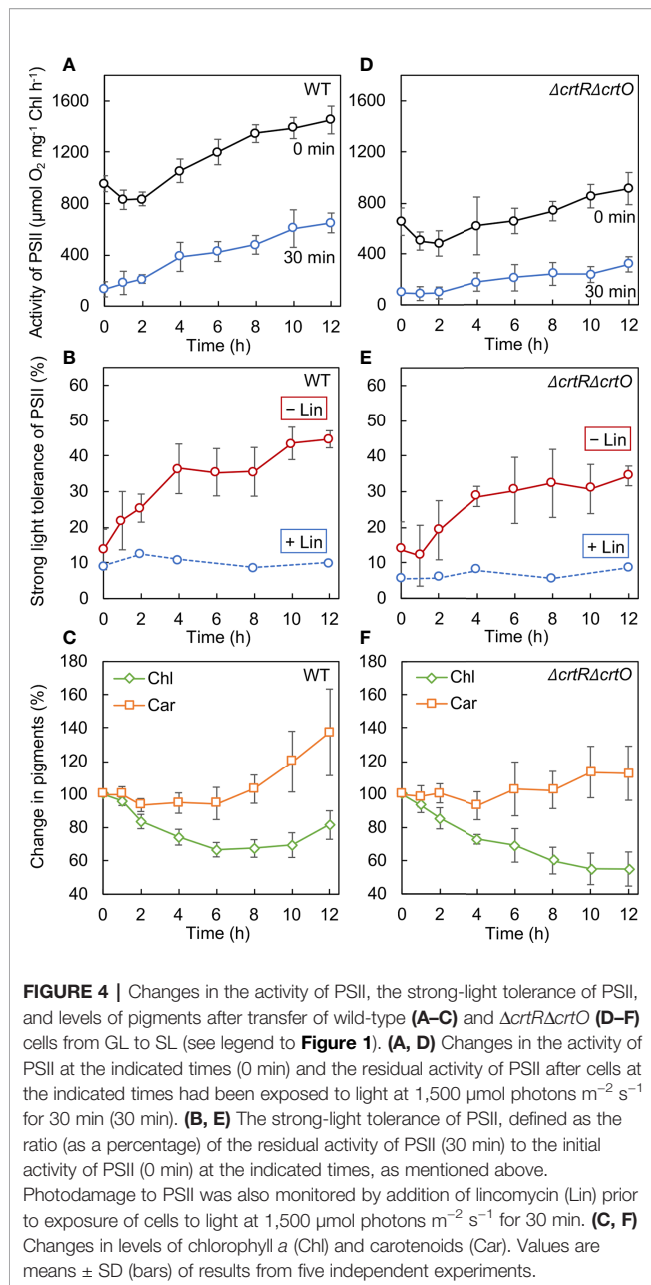 A
WT
1600
1200
800
400
0
0 min
30 min
0 2 4 6 8 10 12
Time (h)
Activity of PSII (µmol O₂ mg⁻¹ Chl h⁻¹)
D
ΔcrtRΔcrtO
1600
1200
800
400
0
0 min
30 min
0 2 4 6 8 10 12
Time (h)
B
WT
60
50
40
30
20
10
0
− Lin
+ Lin
0 2 4 6 8 10 12
Time (h)
Strong light tolerance of PSII (%)
E
ΔcrtRΔcrtO
60
50
40
30
20
10
0
− Lin
+ Lin
0 2 4 6 8 10 12
Time (h)
C
WT
180
160
140
120
100
80
60
40
Chl
Car
0 2 4 6 8 10 12
Time (h)
Change in pigments (%)
F
ΔcrtRΔcrtO
180
160
140
120
100
80
60
40
Chl
Car
0 2 4 6 8 10 12
Time (h)
FIGURE 4 | Changes in the activity of PSII, the strong-light tolerance of PSII,
and levels of pigments after transfer of wild-type (A–C) and ΔcrtRΔcrtO (D–F)
cells from GL to SL (see legend to Figure 1). (A, D) Changes in the activity of
PSII at the indicated times (0 min) and the residual activity of PSII after cells at
the indicated times had been exposed to light at 1,500 µmol photons m⁻² s⁻¹
for 30 min (30 min). (B, E) The strong-light tolerance of PSII, defined as the
ratio (as a percentage) of the residual activity of PSII (30 min) to the initial
activity of PSII (0 min) at the indicated times, as mentioned above.
Photodamage to PSII was also monitored by addition of lincomycin (Lin) prior
to exposure of cells to light at 1,500 µmol photons m⁻² s⁻¹ for 30 min. (C, F)
Changes in levels of chlorophyll a (Chl) and carotenoids (Car). Values are
means ± SD (bars) of results from five independent experiments.